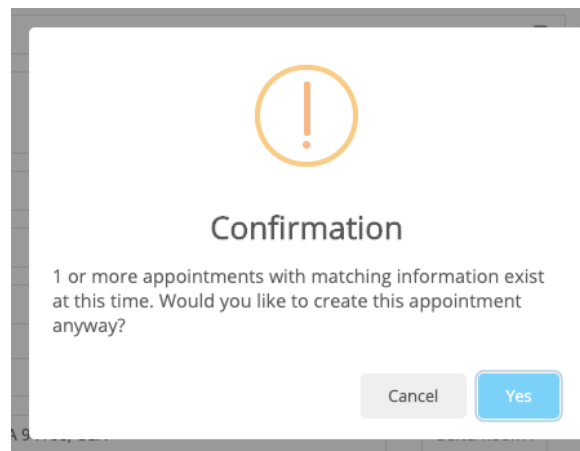 Confirmation
1 or more appointments with matching information exist
at this time. Would you like to create this appointment
anyway?
Cancel
Yes